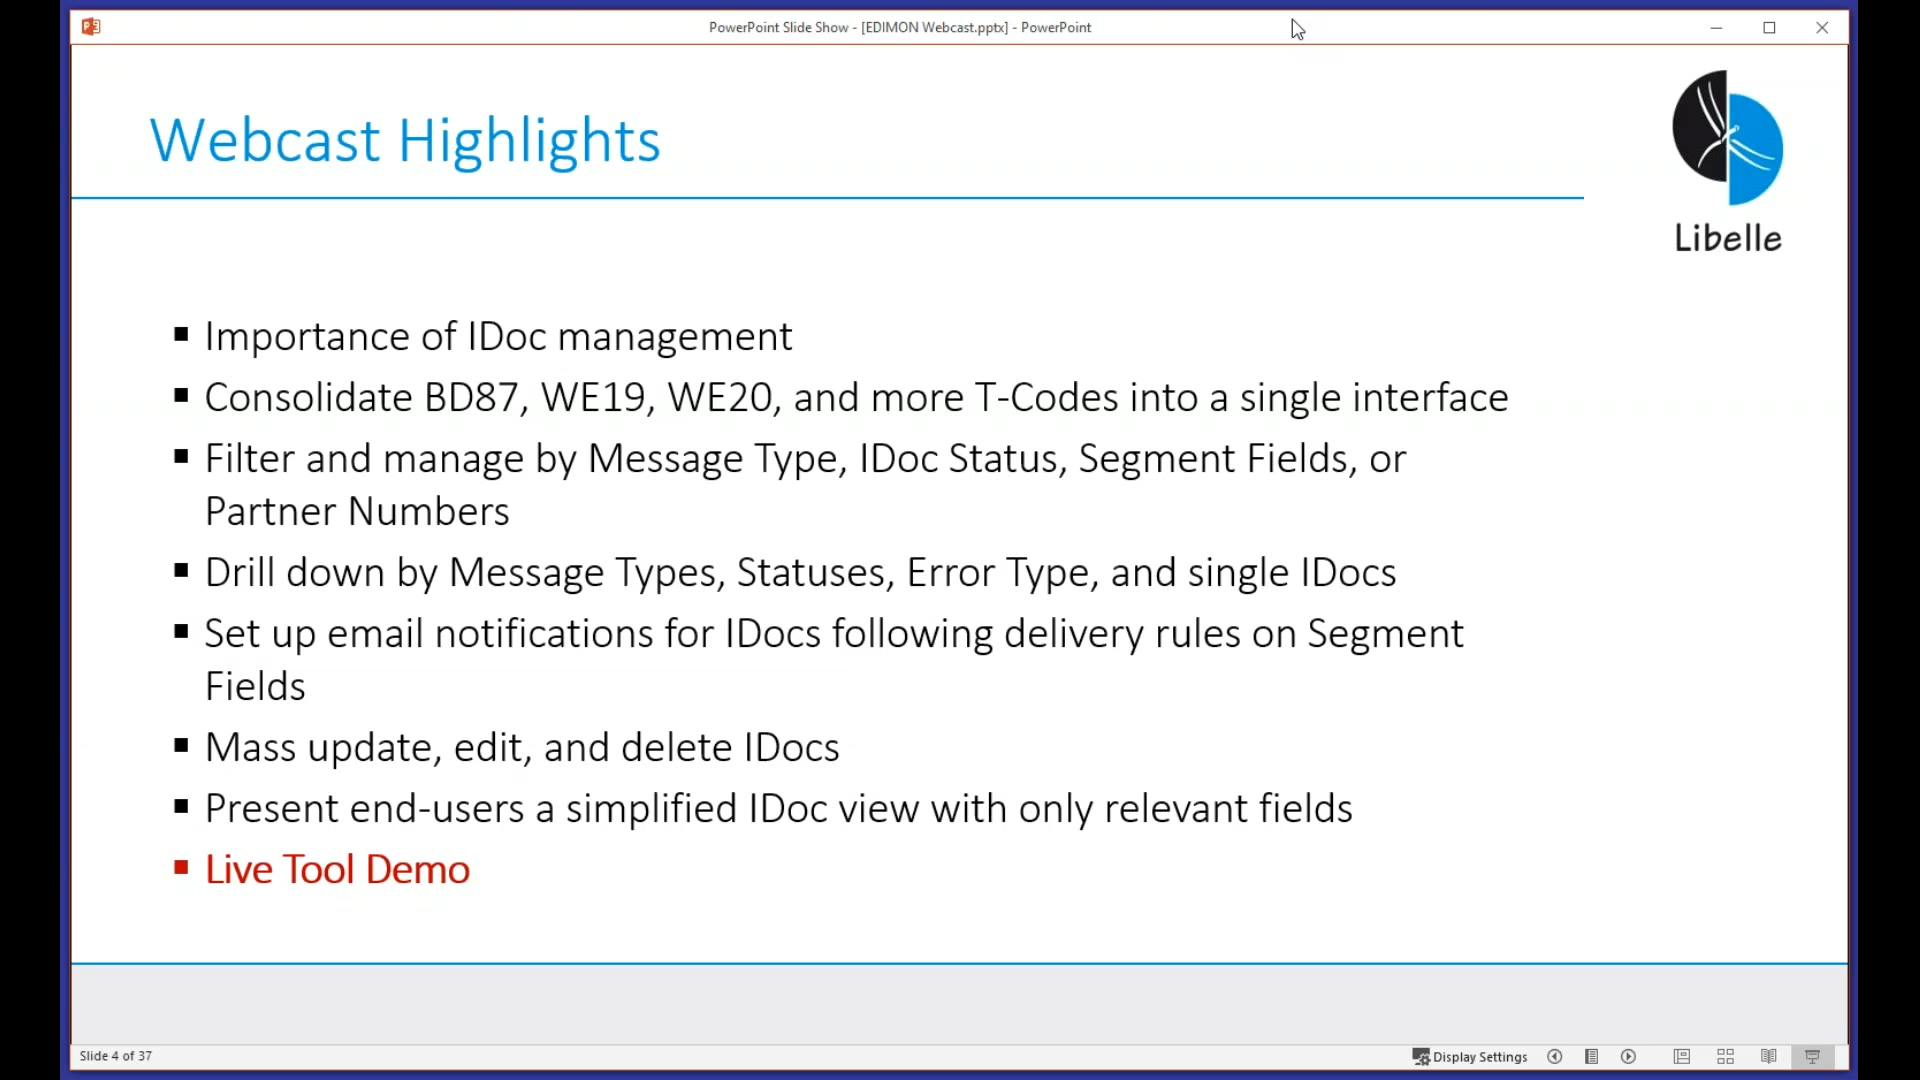 PowerPoint Slide Show - [EDIMON Webcast.pptx] - PowerPoint
Webcast Highlights
Libelle
▪ Importance of IDoc management
▪ Consolidate BD87, WE19, WE20, and more T-Codes into a single interface
▪ Filter and manage by Message Type, IDoc Status, Segment Fields, or
Partner Numbers
▪ Drill down by Message Types, Statuses, Error Type, and single IDocs
▪ Set up email notifications for IDocs following delivery rules on Segment
Fields
▪ Mass update, edit, and delete IDocs
▪ Present end-users a simplified IDoc view with only relevant fields
▪ Live Tool Demo
Slide 4 of 37
Display Settings